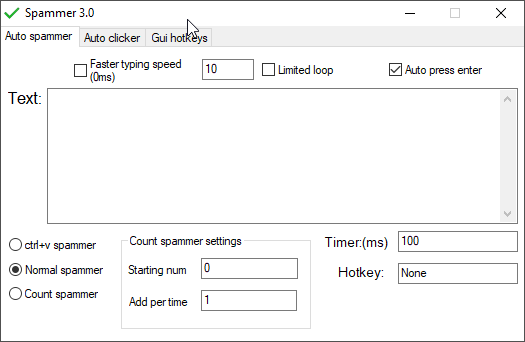 Spammer 3.0
Auto spammer Auto clicker Gui hotkeys
Faster typing speed
(0ms)
10
Limited loop
Auto press enter
Text:
ctrl+v spammer
Normal spammer
Count spammer
Count spammer settings
Starting num 0
Add per time 1
Timer:(ms) 100
Hotkey: None